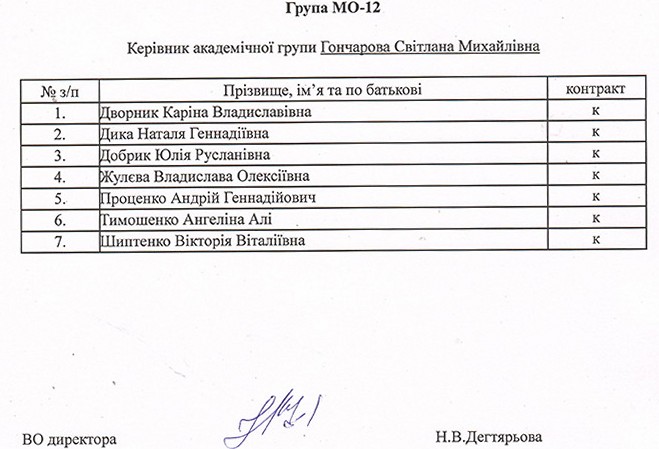 Група МО-12
Керівник академічної групи Гончарова Світлана Михайлівна
№ з/п Прізвище, ім’я та по батькові контракт
1. Дворник Каріна Владиславівна к
2. Дика Наталя Геннадіївна к
3. Добрик Юлія Русланівна к
4. Жулєва Владислава Олексіївна к
5. Проценко Андрій Геннадійович к
6. Тимошенко Ангеліна Алі к
7. Шиптенко Вікторія Віталіївна к
ВО директора Н.В.Дегтярьова